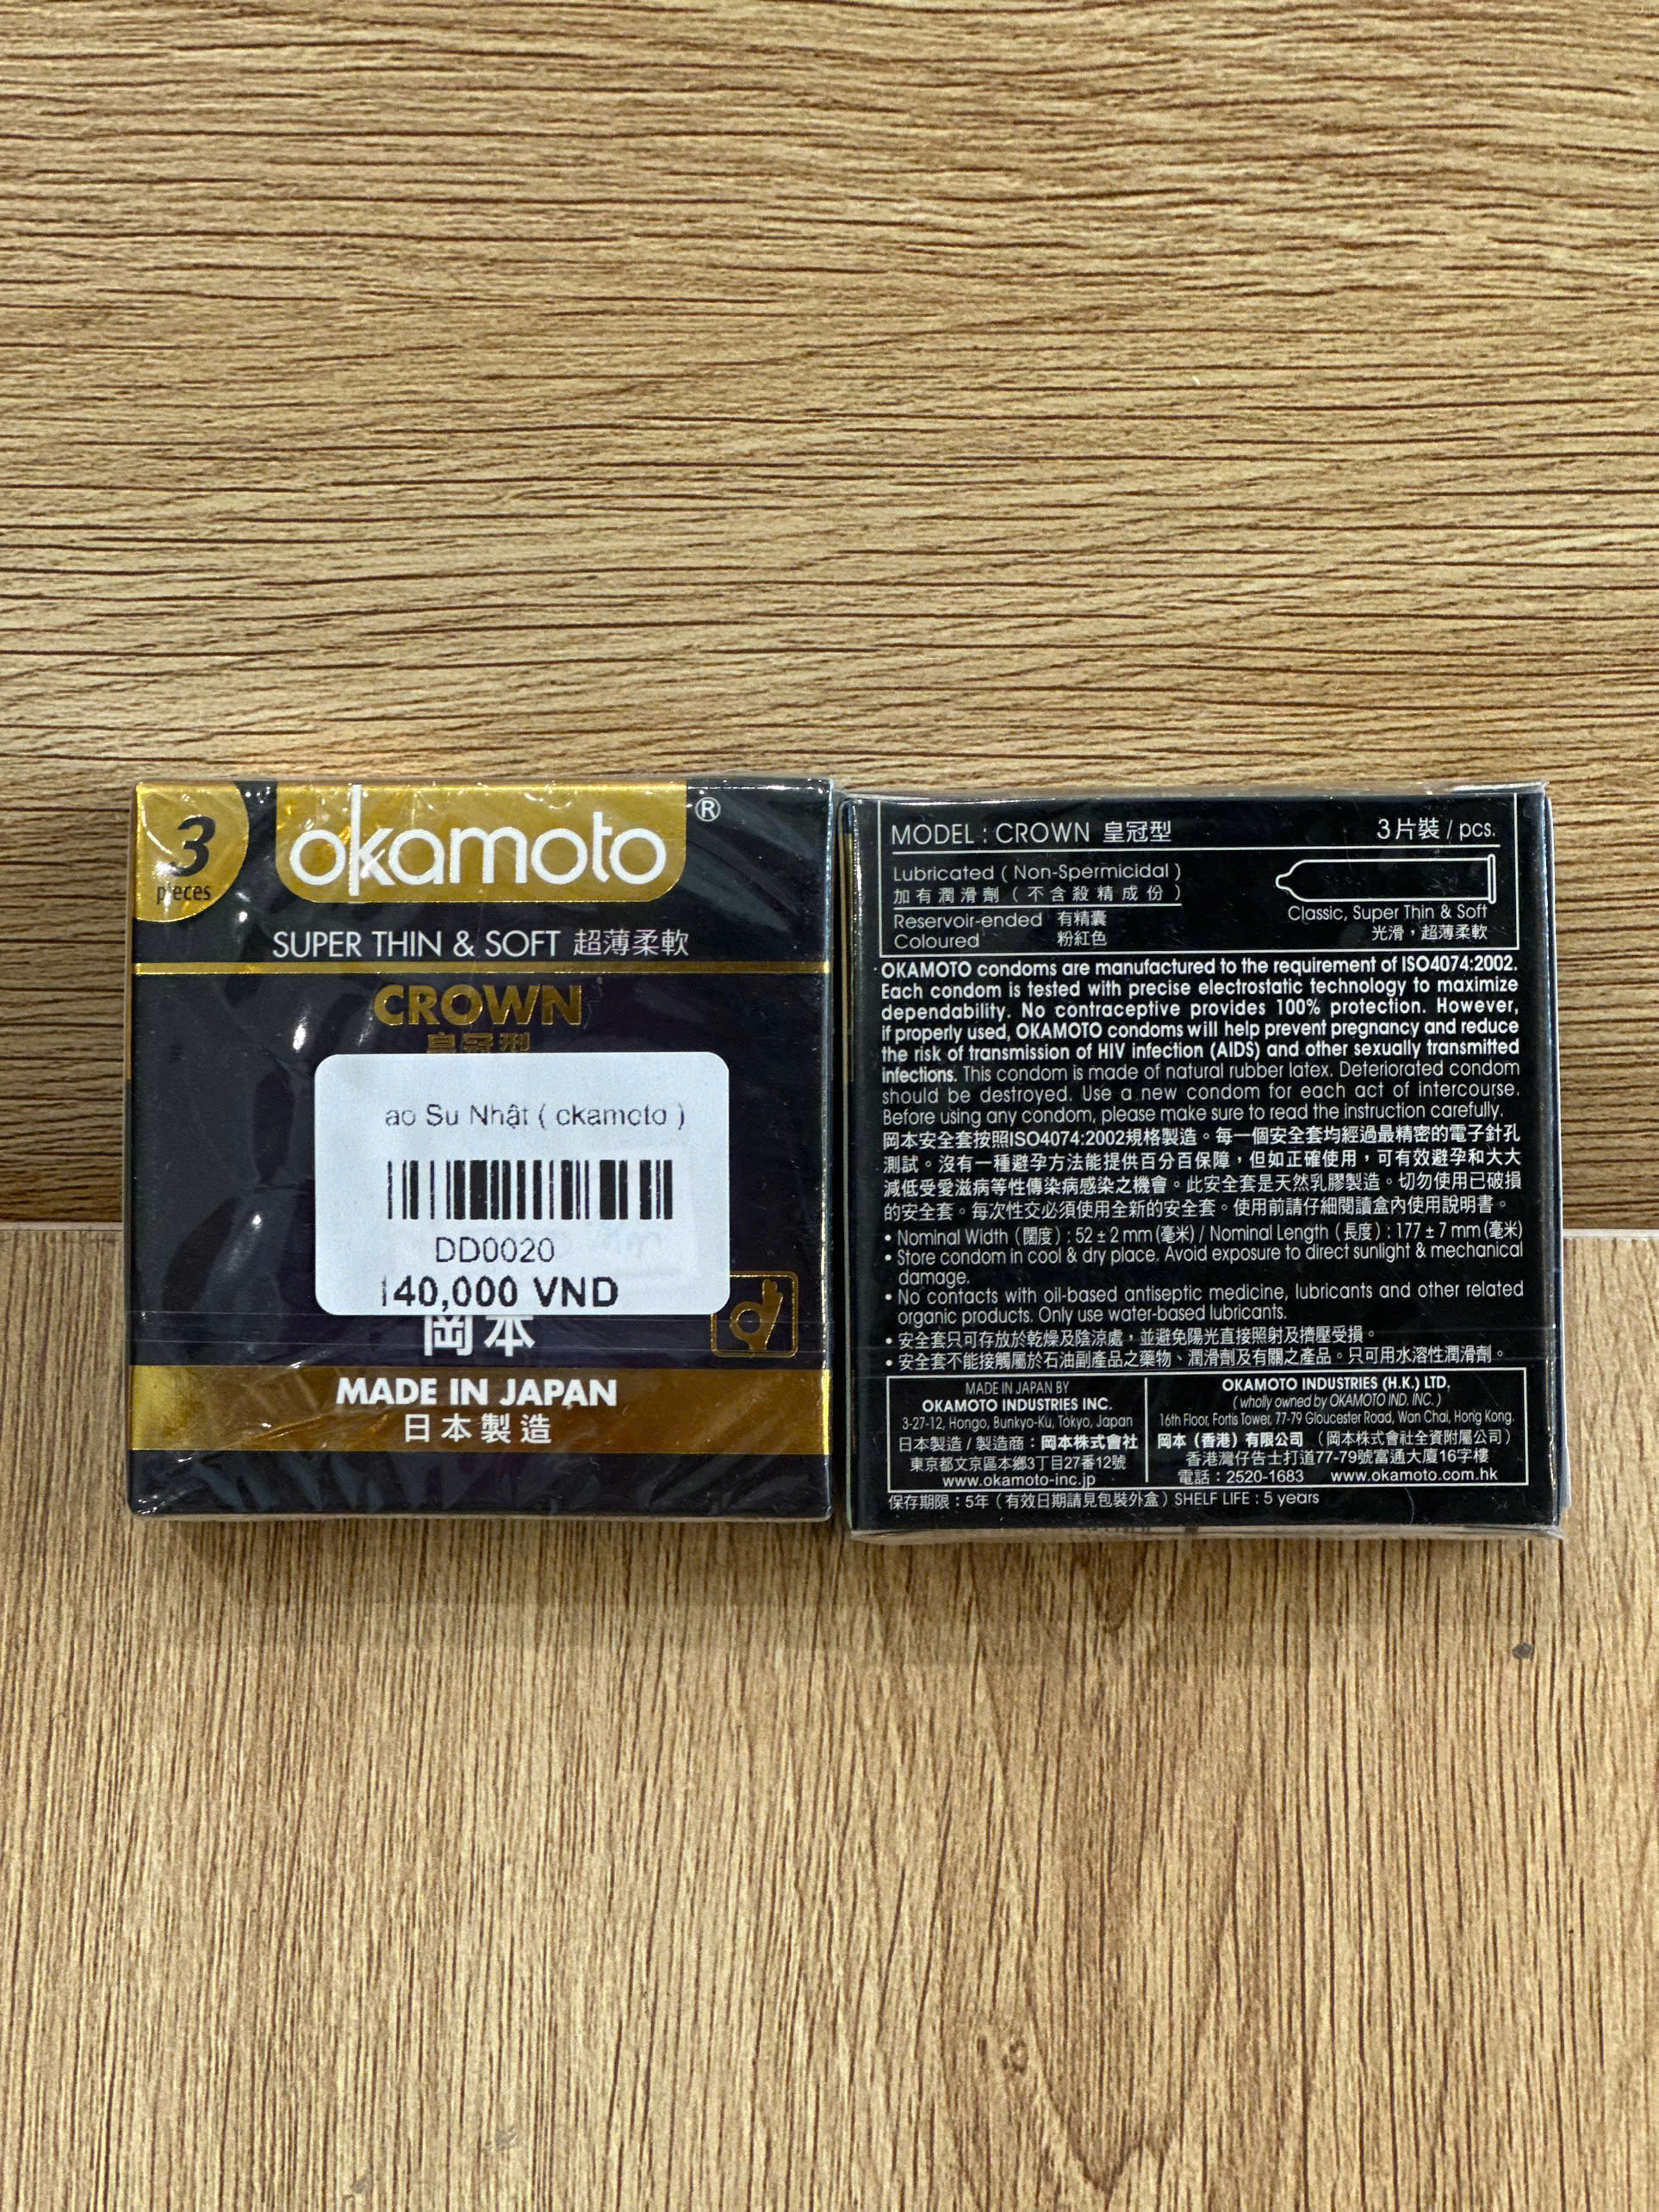 3
pieces
okamoto®
SUPER THIN & SOFT 超薄柔軟
CROWN
皇冠型
ao Su Nhật ( okamoto )
DD0020
140,000 VND
岡本
MADE IN JAPAN
日本製造
MODEL : CROWN 皇冠型 3片裝 / pcs.
Lubricated ( Non-Spermicidal )
加有潤滑劑（不含殺精成份）
Reservoir-ended 有精囊
Coloured 粉紅色
Classic, Super Thin & Soft
光滑，超薄柔軟
OKAMOTO condoms are manufactured to the requirement of ISO4074:2002.
Each condom is tested with precise electrostatic technology to maximize
dependability. No contraceptive provides 100% protection. However,
if properly used, OKAMOTO condoms will help prevent pregnancy and reduce
the risk of transmission of HIV infection (AIDS) and other sexually transmitted
infections. This condom is made of natural rubber latex. Deteriorated condom
should be destroyed. Use a new condom for each act of intercourse.
Before using any condom, please make sure to read the instruction carefully.
岡本安全套按照ISO4074:2002規格製造。每一個安全套均經過最精密的電子針孔
測試。沒有一種避孕方法能提供百分百保障，但如正確使用，可有效避孕和大大
減低受愛滋病等性傳染病感染之機會。此安全套是天然乳膠製造。切勿使用已破損
的安全套。每次性交必須使用全新的安全套。使用前請仔細閱讀盒內使用說明書。
• Nominal Width（闊度）: 52 ± 2 mm (毫米) / Nominal Length（長度）: 177 ± 7 mm (毫米)
• Store condom in cool & dry place. Avoid exposure to direct sunlight & mechanical
damage.
• No contacts with oil-based antiseptic medicine, lubricants and other related
organic products. Only use water-based lubricants.
• 安全套只可存放於乾燥及陰涼處，並避免陽光直接照射及擠壓受損。
• 安全套不能接觸屬於石油副產品之藥物、潤滑劑及有關之產品。只可用水溶性潤滑劑。
MADE IN JAPAN BY
OKAMOTO INDUSTRIES INC.
3-27-12, Hongo, Bunkyo-Ku, Tokyo, Japan
日本製造 / 製造商：岡本株式會社
東京都文京區本鄉3丁目27番12號
www.okamoto-inc.jp
OKAMOTO INDUSTRIES (H.K.) LTD.
( wholly owned by OKAMOTO IND. INC. )
16th Floor, Fortis Tower, 77-79 Gloucester Road, Wan Chai, Hong Kong.
岡本（香港）有限公司（岡本株式會社全資附屬公司）
香港灣仔告士打道77-79號富通大廈16字樓
電話：2520-1683 www.okamoto.com.hk
保存期限：5年（有效日期請見包裝外盒）SHELF LIFE : 5 years